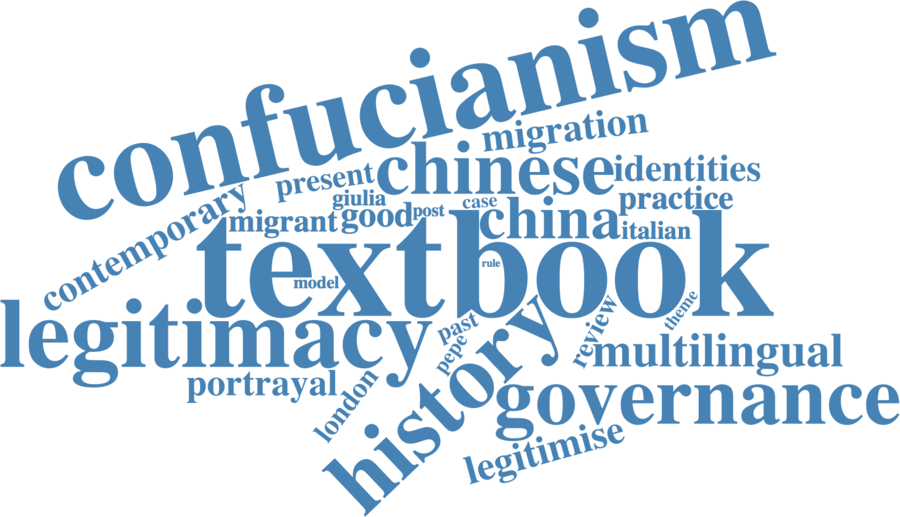 confucianism
migration
chinese
identities
present
practice
giulia
case
contemporary
migrant
good
post
china
italian
textbook
rule
model
theme
legitimacy
past
review
pepe
multilingual
portrayal
london
history
governance
legitimise